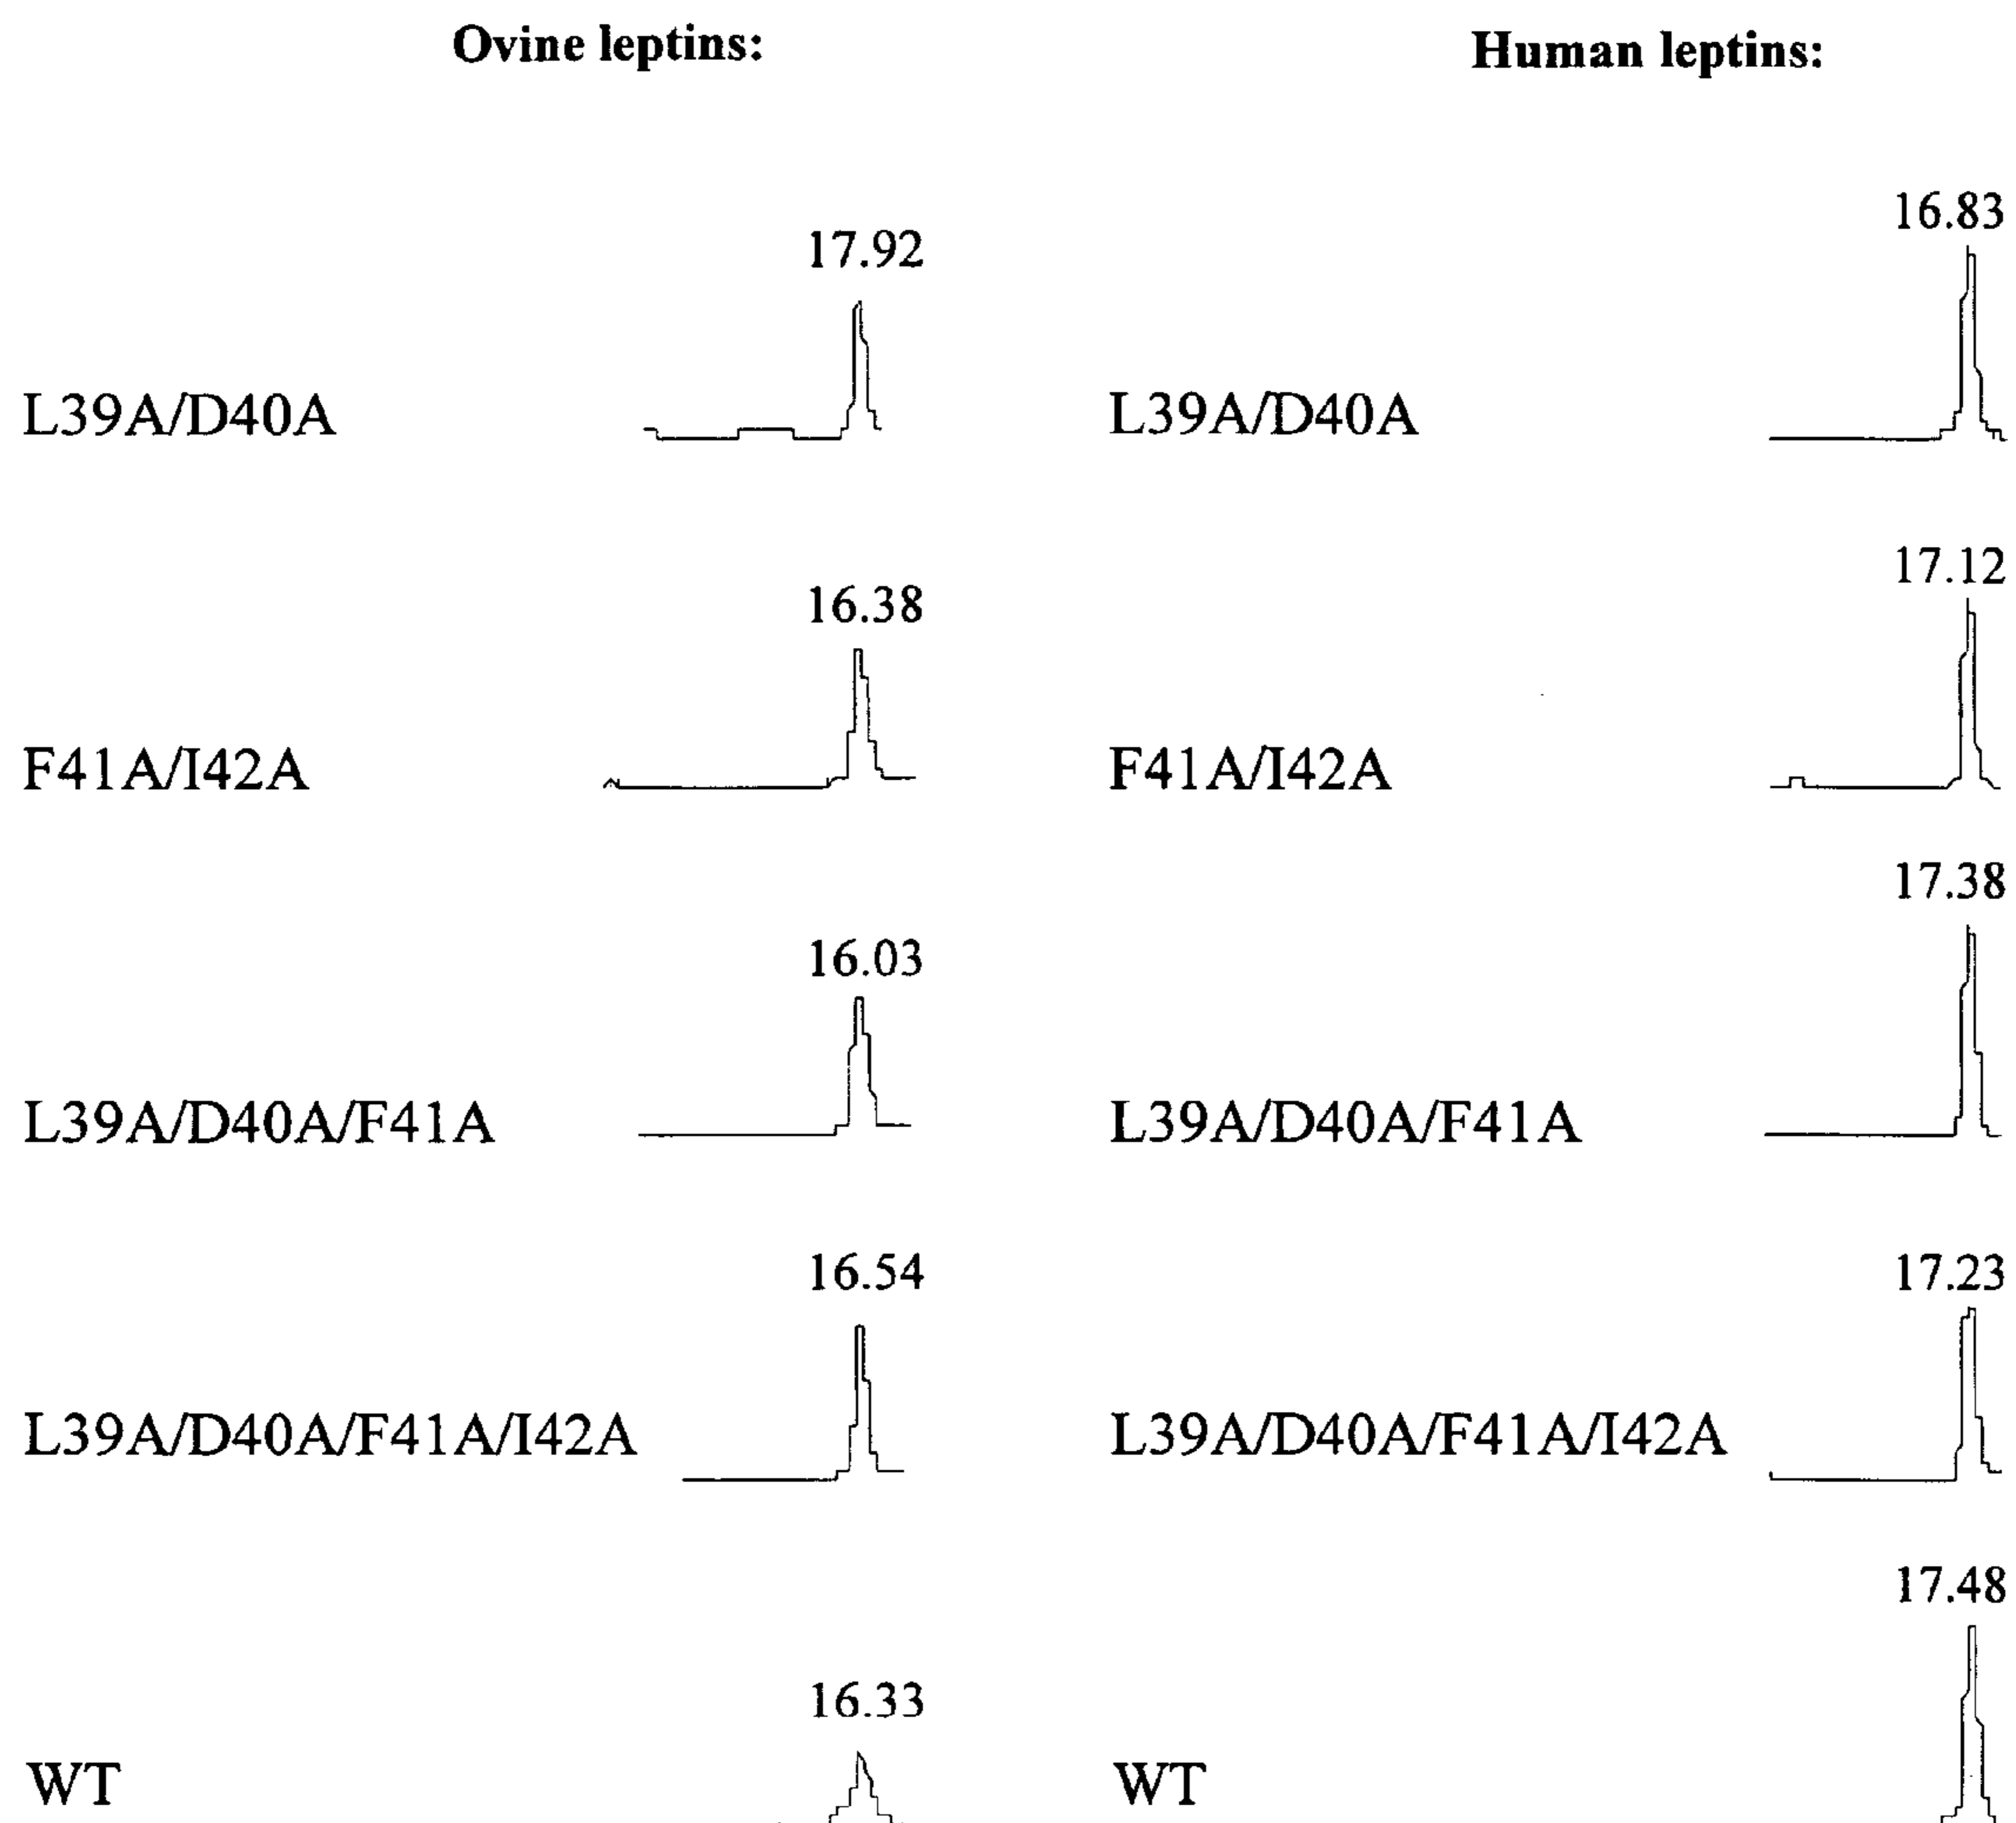 Ovine leptins:
17.92
L39A/D40A
16.38
F41A/I42A
16.03
L39A/D40A/F41A
16.54
L39A/D40A/F41A/I42A
16.33
WT
Human leptins:
16.83
L39A/D40A
17.12
F41A/I42A
17.38
L39A/D40A/F41A
17.23
L39A/D40A/F41A/I42A
17.48
WT